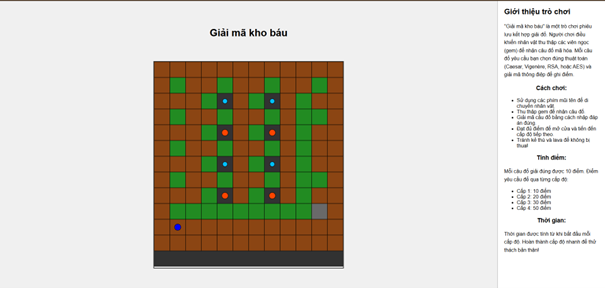 Giải mã kho báu
Giới thiệu trò chơi
"Giải mã kho báu" là một trò chơi phiêu
lưu kết hợp giải đố. Người chơi điều
khiển nhân vật thu thập các viên ngọc
(gem) để nhận câu đố mã hóa. Mỗi câu
đố yêu cầu bạn chọn đúng thuật toán
(Caesar, Vigenère, RSA, hoặc AES) và
giải mã thông điệp để ghi điểm.
Cách chơi:
• Sử dụng các phím mũi tên để di
chuyển nhân vật
• Thu thập gem để nhận câu đố
• Giải mã câu đố bằng cách nhập đáp
án đúng
• Đạt đủ điểm để mở cửa và tiến đến
cấp độ tiếp theo
• Tránh kẻ thù và lava để không bị
thua!
Tính điểm:
Mỗi câu đố giải đúng được 10 điểm. Điểm
yêu cầu để qua từng cấp độ:
• Cấp 1: 10 điểm
• Cấp 2: 20 điểm
• Cấp 3: 30 điểm
• Cấp 4: 50 điểm
Thời gian:
Thời gian được tính từ khi bắt đầu mỗi
cấp độ. Hoàn thành cấp độ nhanh để thử
thách bản thân!